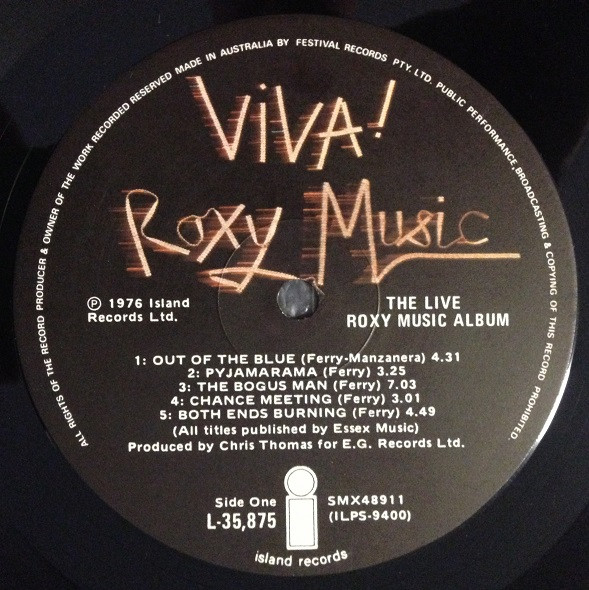 ALL RIGHTS OF THE RECORD PRODUCER & OWNER OF THE WORK RECORDED RESERVED MADE IN AUSTRALIA BY FESTIVAL RECORDS PTY. LTD. PUBLIC PERFORMANCE, BROADCASTING & COPYING OF THIS RECORD PROHIBITED.
ViVA!
Roxy Music
℗ 1976 Island
Records Ltd.
THE LIVE
ROXY MUSIC ALBUM
1: OUT OF THE BLUE (Ferry-Manzanera) 4.31
2: PYJAMARAMA (Ferry) 3.25
3: THE BOGUS MAN (Ferry) 7.03
4: CHANCE MEETING (Ferry) 3.01
5: BOTH ENDS BURNING (Ferry) 4.49
(All titles published by Essex Music)
Produced by Chris Thomas for E.G. Records Ltd.
Side One
L-35,875
SMX48911
(ILPS-9400)
island records